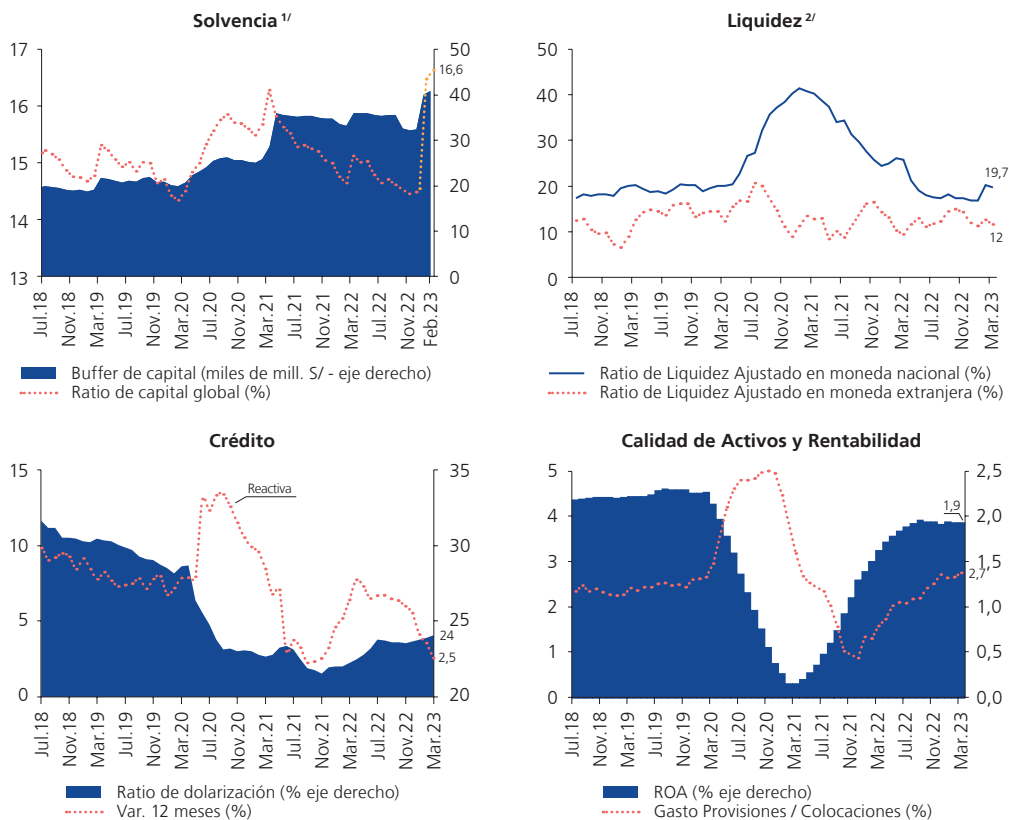 Solvencia 1/
17
16
15
14
13
50
40
30
20
10
0
16,6
Jul.18
Nov.18
Mar.19
Jul.19
Nov.19
Mar.20
Jul.20
Nov.20
Mar.21
Jul.21
Nov.21
Mar.22
Jul.22
Nov.22
Feb.23
Buffer de capital (miles de mill. S/ - eje derecho)
Ratio de capital global (%)
Liquidez 2/
50
40
30
20
10
0
19,7
12
Jul.18
Nov.18
Mar.19
Jul.19
Nov.19
Mar.20
Jul.20
Nov.20
Mar.21
Jul.21
Nov.21
Mar.22
Jul.22
Nov.22
Mar.23
Ratio de Liquidez Ajustado en moneda nacional (%)
Ratio de Liquidez Ajustado en moneda extranjera (%)
Crédito
15
10
5
0
35
30
25
20
Reactiva
24
2,5
Jul.18
Nov.18
Mar.19
Jul.19
Nov.19
Mar.20
Jul.20
Nov.20
Mar.21
Jul.21
Nov.21
Mar.22
Jul.22
Nov.22
Mar.23
Ratio de dolarización (% eje derecho)
Var. 12 meses (%)
Calidad de Activos y Rentabilidad
5
4
3
2
1
0
2,5
2,0
1,5
1,0
0,5
0,0
1,9
2,7
Jul.18
Nov.18
Mar.19
Jul.19
Nov.19
Mar.20
Jul.20
Nov.20
Mar.21
Jul.21
Nov.21
Mar.22
Jul.22
Nov.22
Mar.23
ROA (% eje derecho)
Gasto Provisiones / Colocaciones (%)